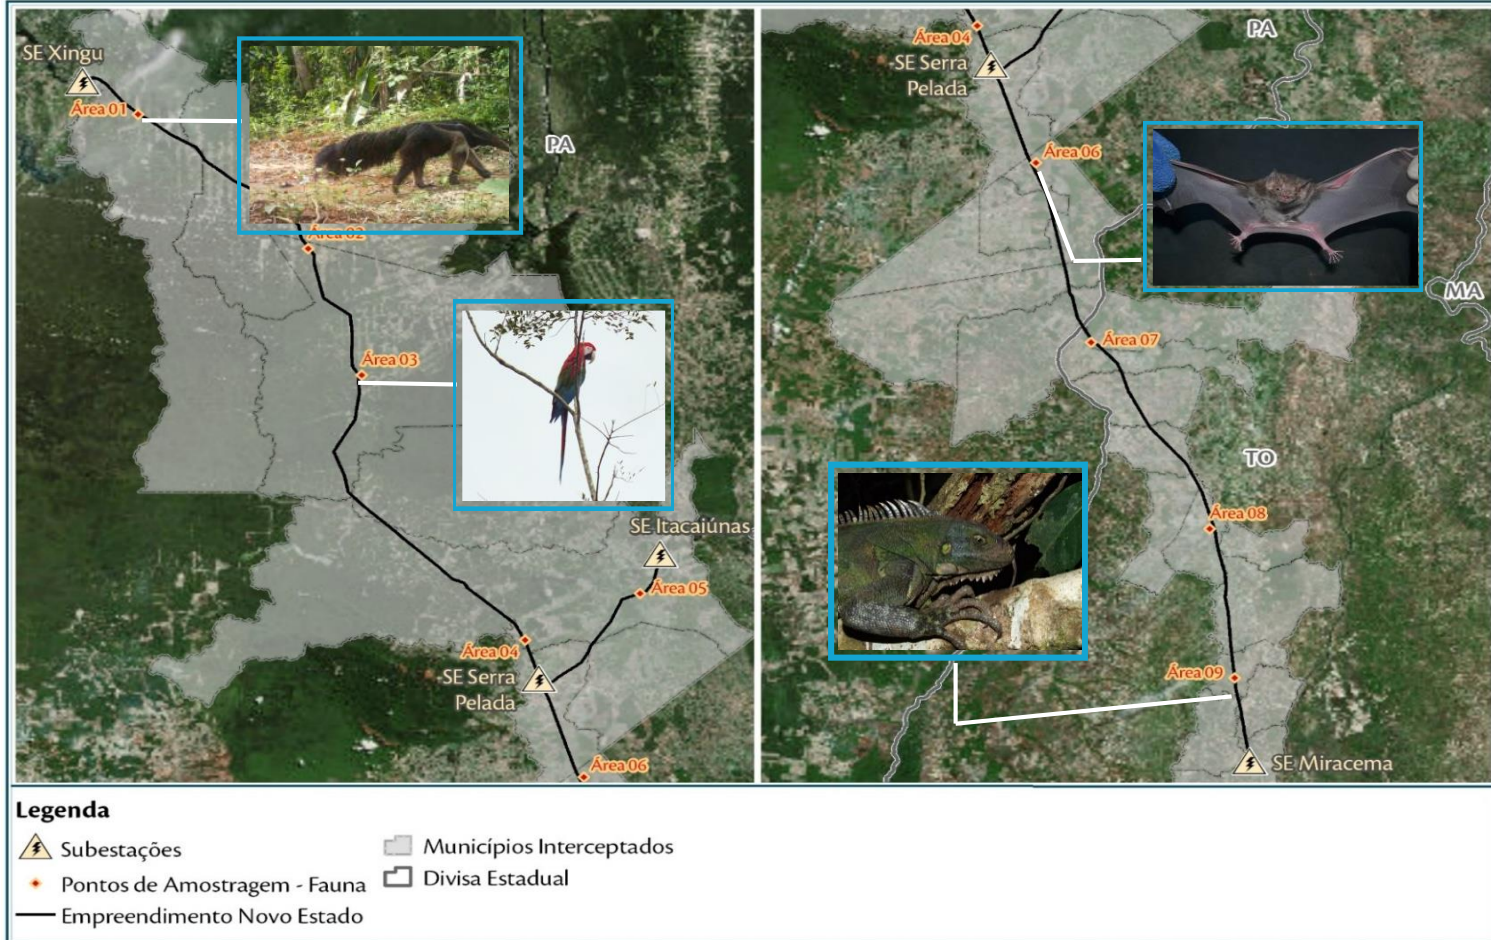 SE Xingu
Área 01
PA
Área 02
Área 03
SE Itacaiúnas
Área 05
Área 04
-SE Serra
Pelada
Área 06
PA
Área 04
-SE Serra
Pelada
Área 06
MA
Área 07
TO
Área 08
Área 09
SE Miracema
Legenda
Subestações
Pontos de Amostragem - Fauna
Empreendimento Novo Estado
Municípios Interceptados
Divisa Estadual